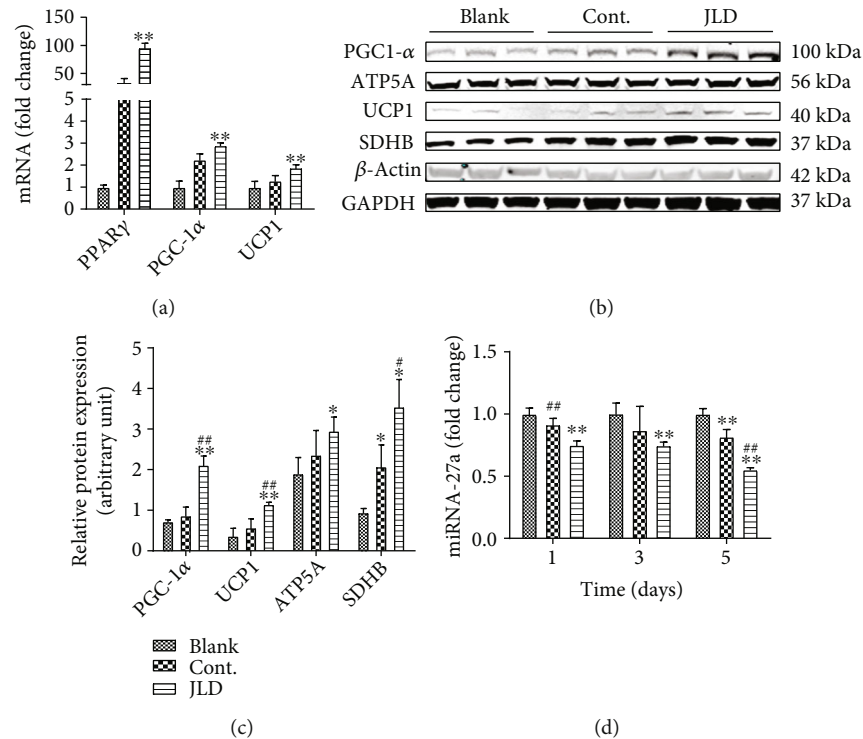 mRNA (fold change)
100
75
50
5
4
3
2
1
0
**
**
**
PPARγ
PGC-1α
UCP1
(a)
Blank Cont. JLD
PGC1-α 100 kDa
ATP5A 56 kDa
UCP1 40 kDa
SDHB 37 kDa
β-Actin 42 kDa
GAPDH 37 kDa
(b)
Relative protein expression
(arbitrary unit)
5
4
3
2
1
0
##
**
##
**
*
*
#
*
PGC-1α
UCP1
ATP5A
SDHB
Blank
Cont.
JLD
(c)
miRNA-27a (fold change)
1.5
1.0
0.5
0.0
##
**
**
**
##
**
1 3 5
Time (days)
(d)